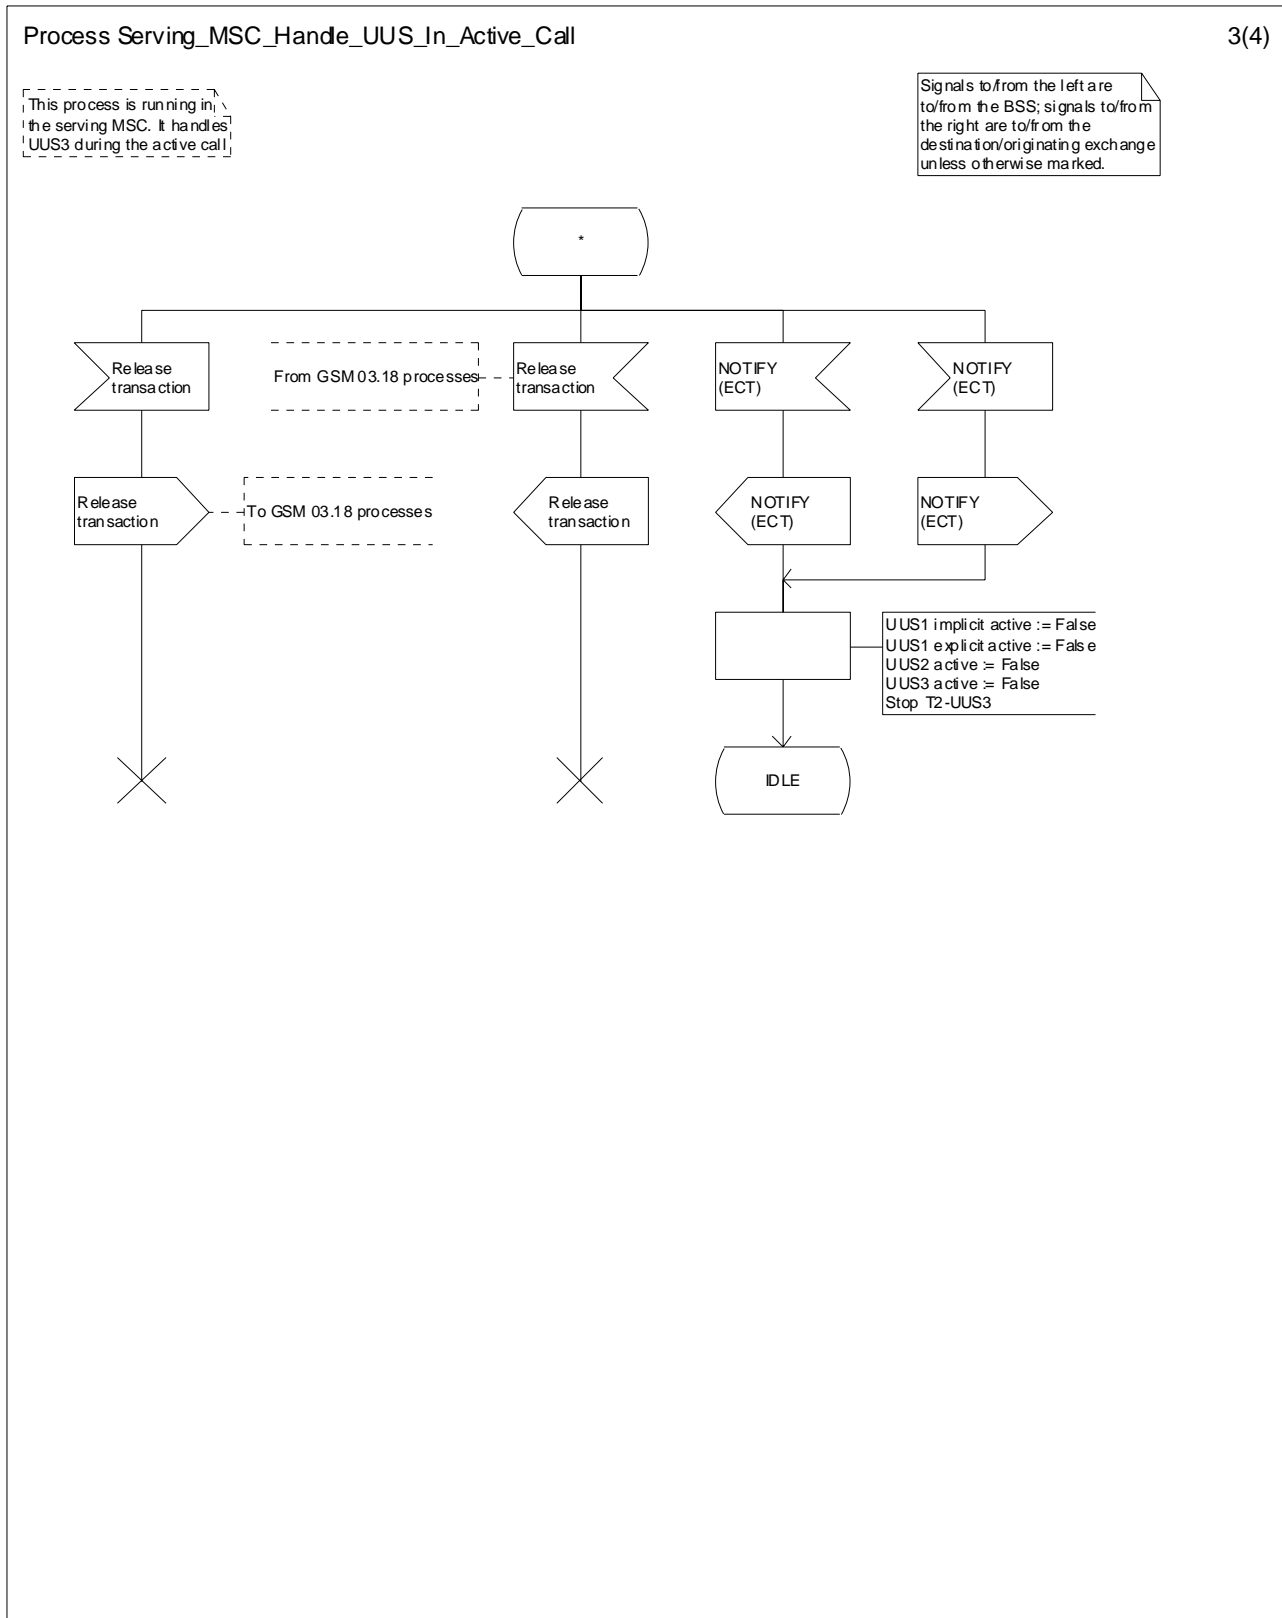 Process Serving_MSC_Handle_UUS_In_Active_Call
3(4)
This process is running in
the serving MSC. It handles
UUS3 during the active call
Signals to/from the left are
to/from the BSS; signals to/from
the right are to/from the
destination/originating exchange
unless otherwise marked.
*
Release
transaction
From GSM 03.18 processes
Release
transaction
NOTIFY
(ECT)
NOTIFY
(ECT)
Release
transaction
To GSM 03.18 processes
Release
transaction
NOTIFY
(ECT)
NOTIFY
(ECT)
UUS1 implicit active := False
UUS1 explicit active := False
UUS2 active := False
UUS3 active := False
Stop T2-UUS3
IDLE